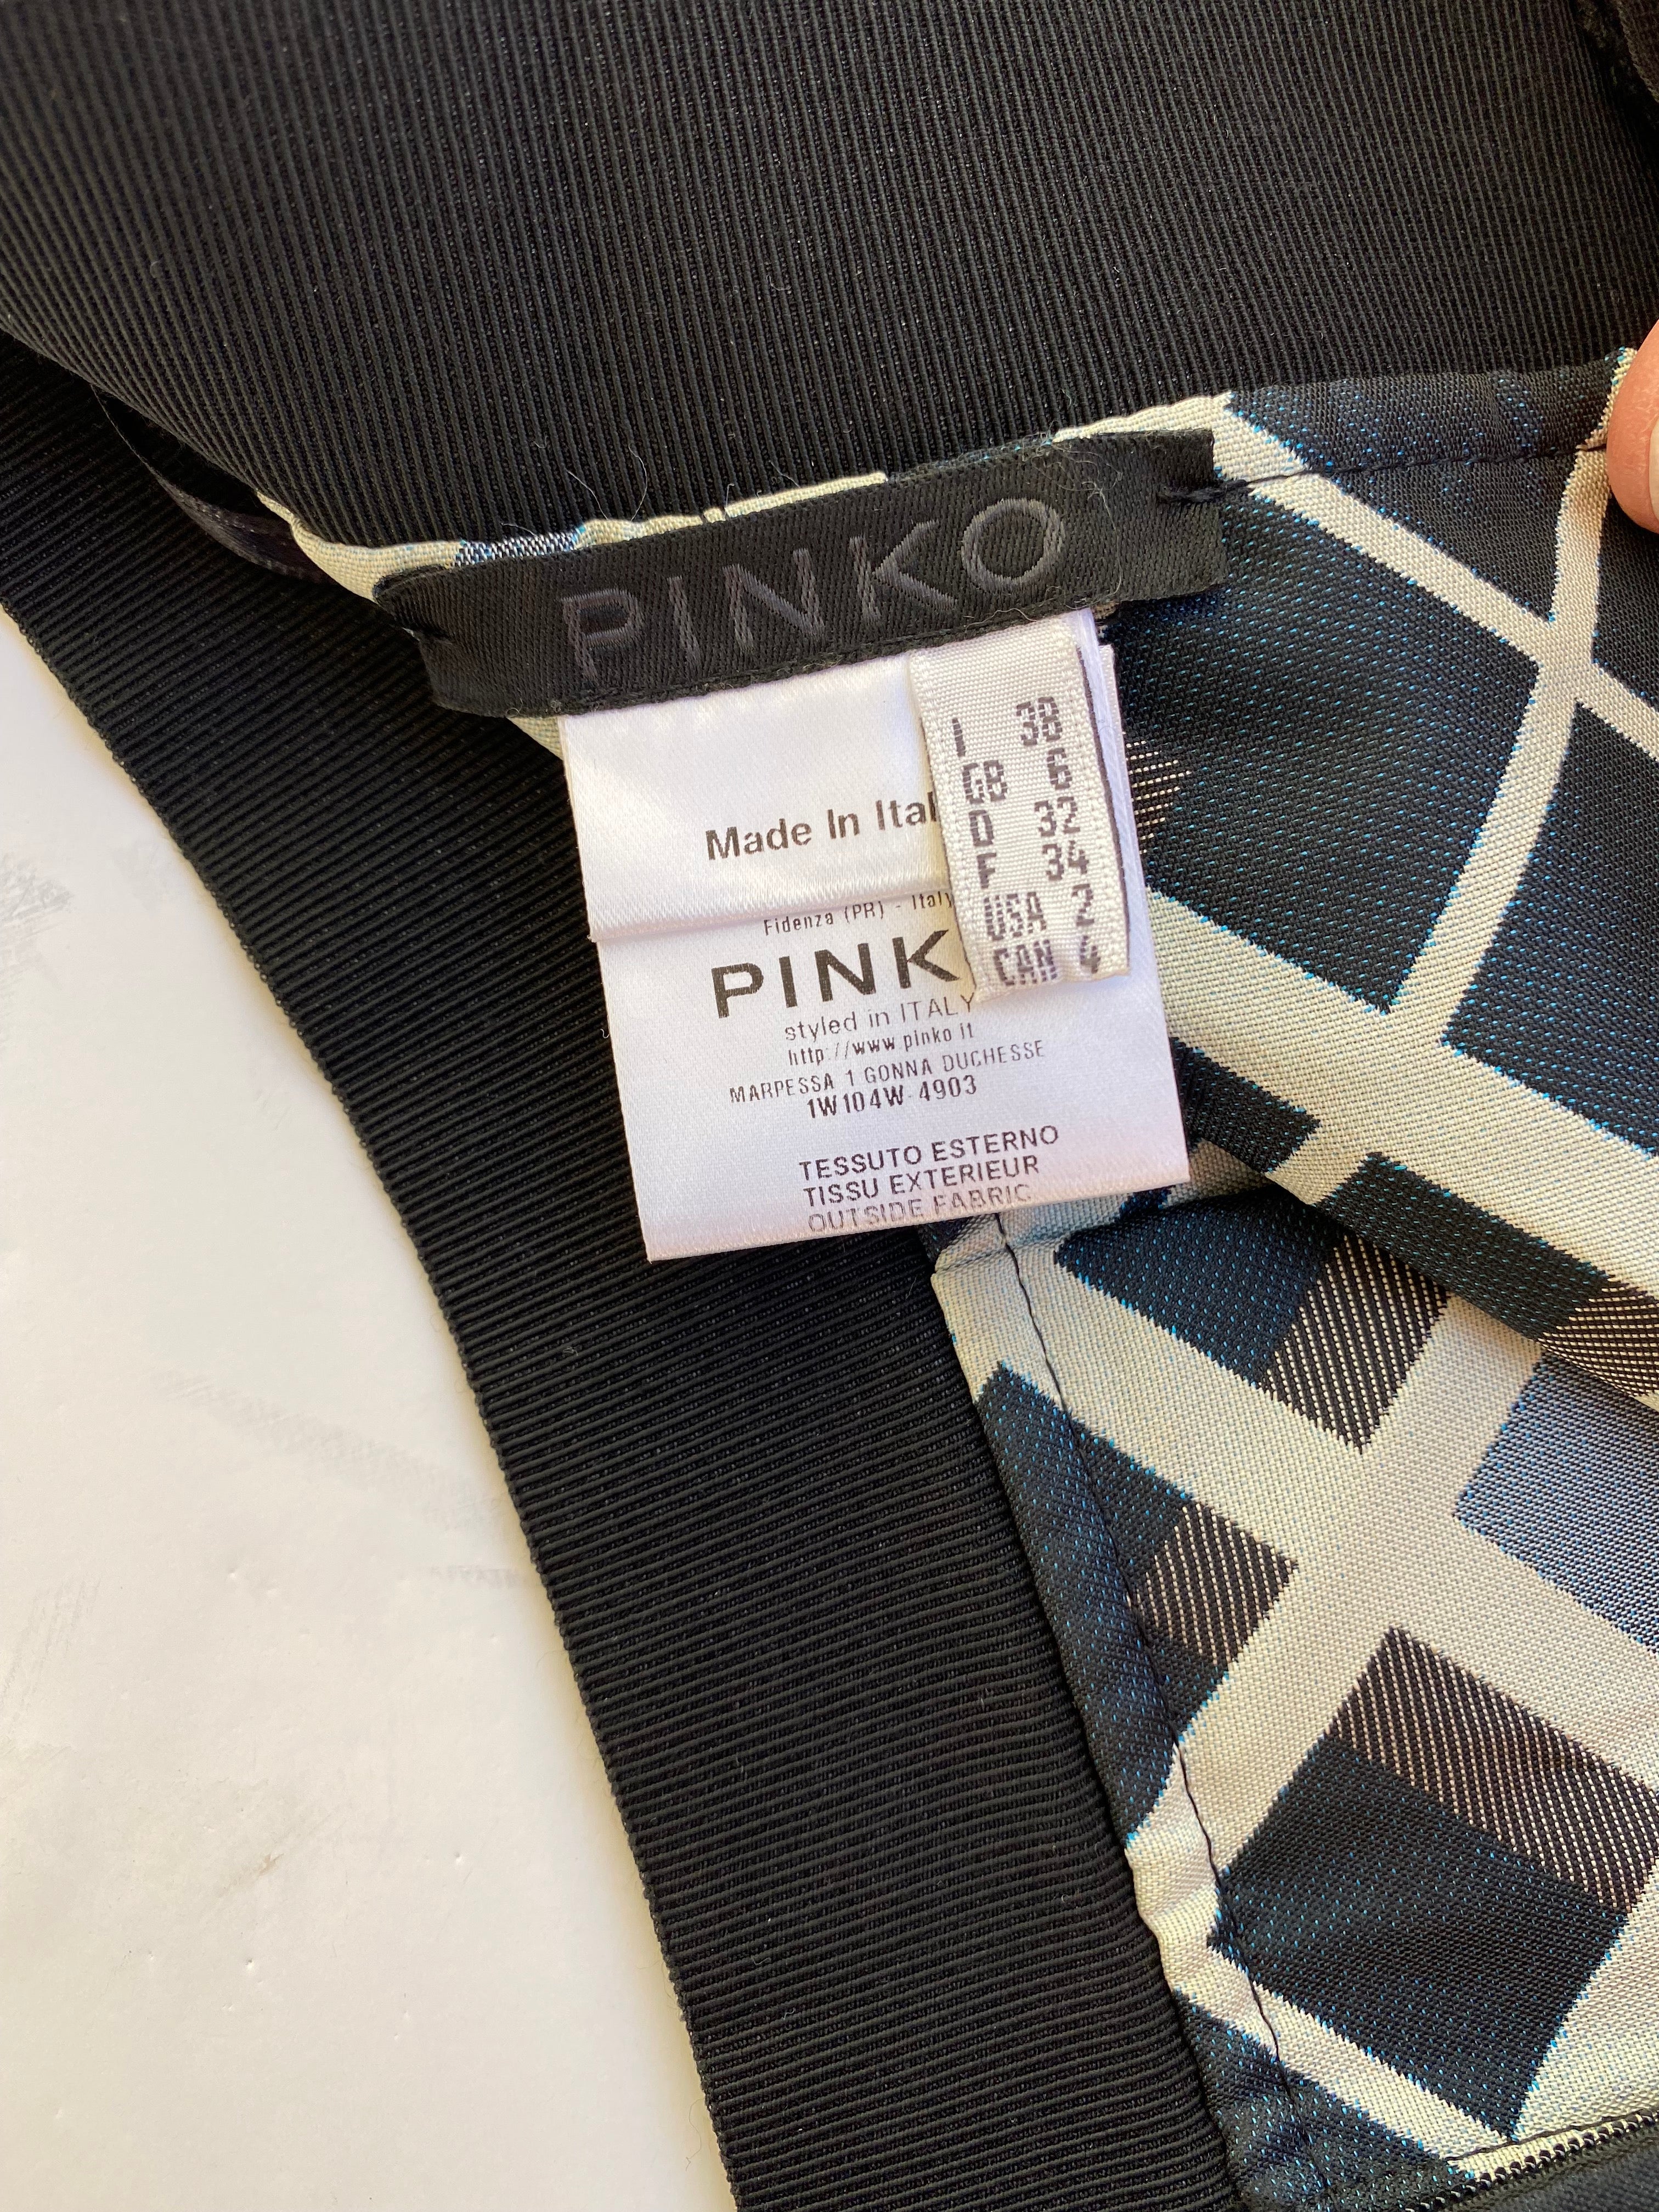 PINKO
I 38
GB 6
D 32
F 34
USA 2
CAN 4
Made In Ital
Fidenza (PR) - Italy
PINK
styled in ITALY
http://www.pinko.it
MARPESSA 1 GONNA DUCHESSE
1W104W-4903
TESSUTO ESTERNO
TISSU EXTERIEUR
OUTSIDE FABRIC